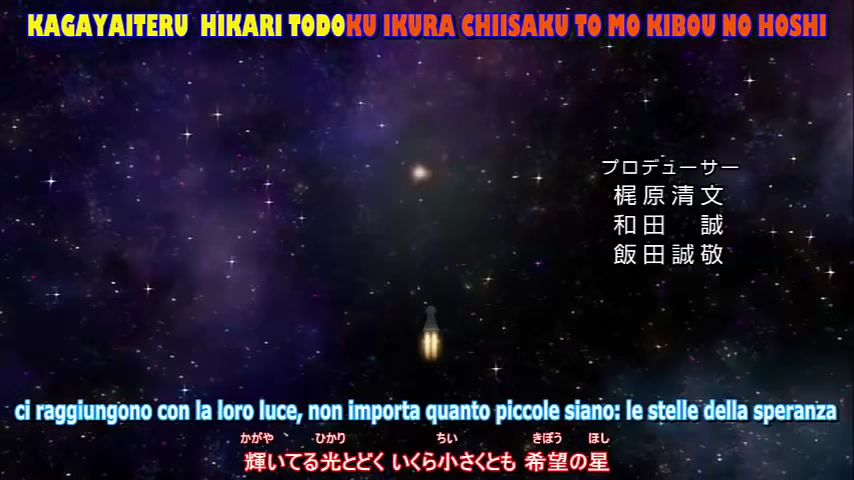 KAGAYAITERU HIKARI TODOKU IKURA CHIISAKU TO MO KIBOU NO HOSHI
プロデューサー
梶原清文
和田 誠
飯田誠敬
ci raggiungono con la loro luce, non importa quanto piccole siano: le stelle della speranza
かがや ひかり ちい きぼう ほし
輝いてる光とどく いくら小さくとも 希望の星